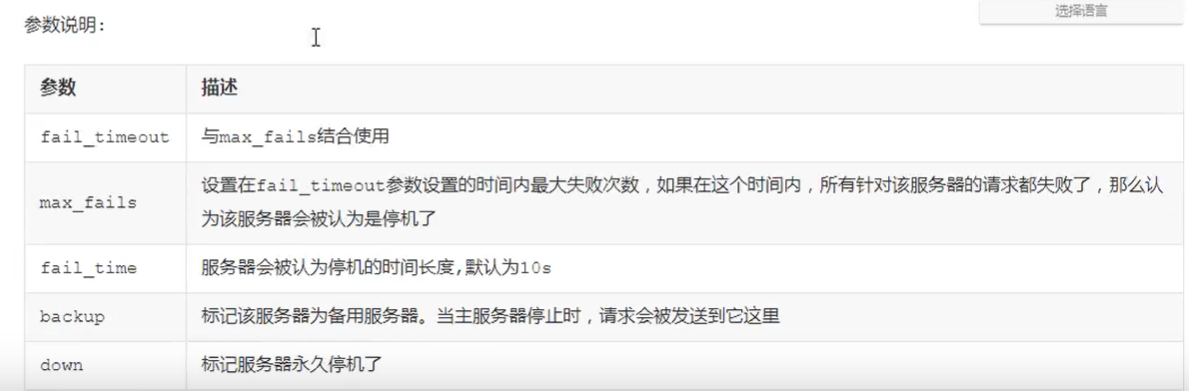 选择语言
参数说明：
参数 描述
fail_timeout 与max_fails结合使用
max_fails 设置在fail_timeout参数设置的时间内最大失败次数，如果在这个时间内，所有针对该服务器的请求都失败了，那么认
为该服务器会被认为是停机了
fail_time 服务器会被认为停机的时间长度,默认为10s
backup 标记该服务器为备用服务器。当主服务器停止时，请求会被发送到它这里
down 标记服务器永久停机了